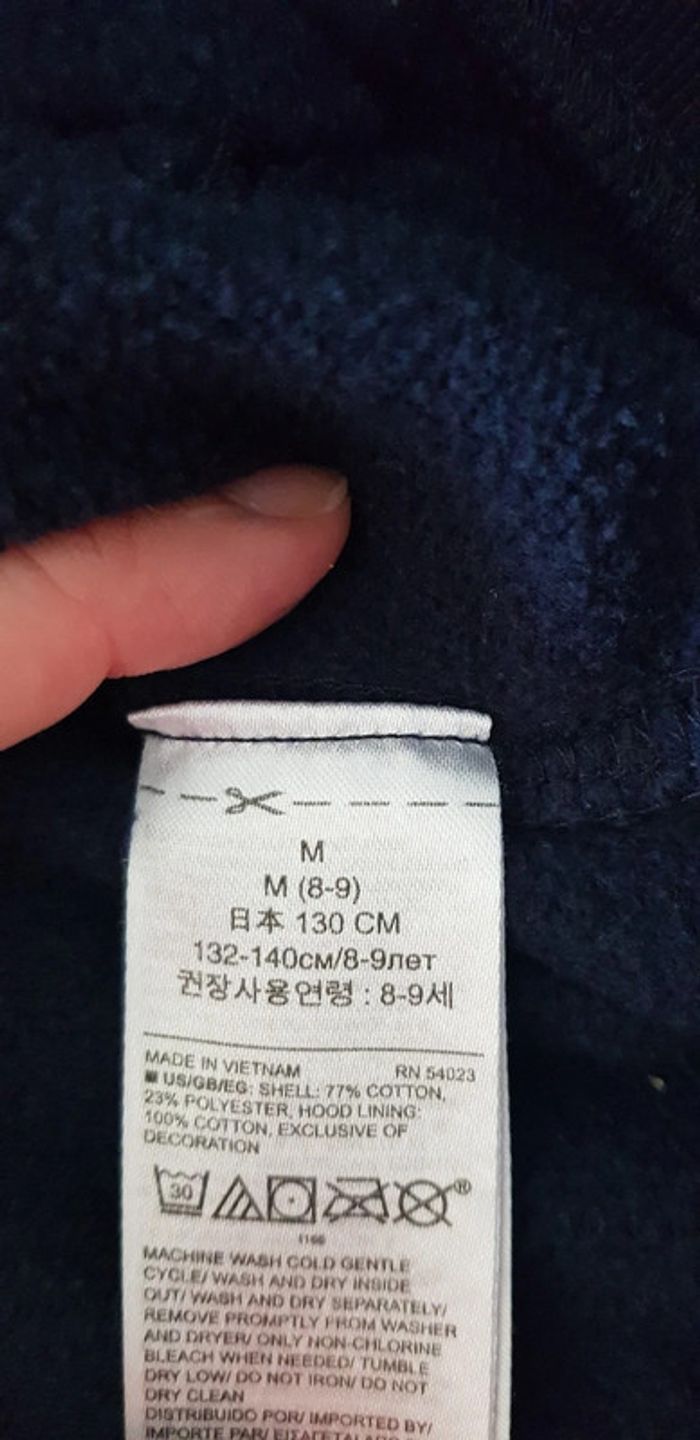 M
M (8-9)
日本 130 CM
132-140см/8-9лет
권장사용연령 : 8-9세
MADE IN VIETNAM RN 54023
US/GB/EG: SHELL: 77% COTTON,
23% POLYESTER, HOOD LINING:
100% COTTON, EXCLUSIVE OF
DECORATION
30
®
1166
MACHINE WASH COLD GENTLE
CYCLE/ WASH AND DRY INSIDE
OUT/ WASH AND DRY SEPARATELY/
REMOVE PROMPTLY FROM WASHER
AND DRYER/ ONLY NON-CHLORINE
BLEACH WHEN NEEDED/ TUMBLE
DRY LOW/ DO NOT IRON/ DO NOT
DRY CLEAN
DISTRIBUIDO POR/ IMPORTED BY/
IMPORTE PAR/